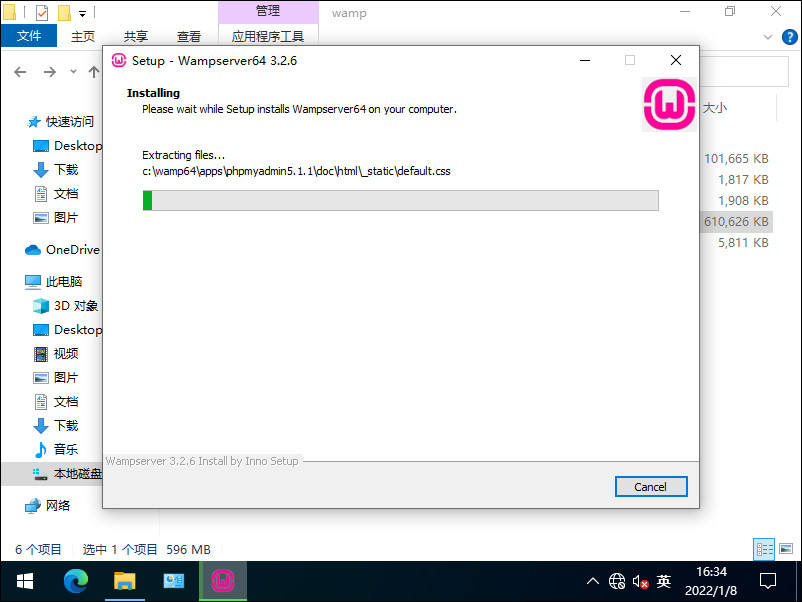 管理
wamp
文件
主页
共享
查看
应用程序工具
Setup - Wampserver64 3.2.6
Installing
Please wait while Setup installs Wampserver64 on your computer.
Extracting files...
c:\wamp64\apps\phpmyadmin5.1.1\doc\html\_static\default.css
Wampserver 3.2.6 Install by Inno Setup
Cancel
快速访问
Desktop
下载
文档
图片
OneDrive
此电脑
3D 对象
Desktop
视频
图片
文档
下载
音乐
本地磁盘
网络
大小
101,665 KB
1,817 KB
1,908 KB
610,626 KB
5,811 KB
6 个项目
选中 1 个项目 596 MB
英
16:34
2022/1/8